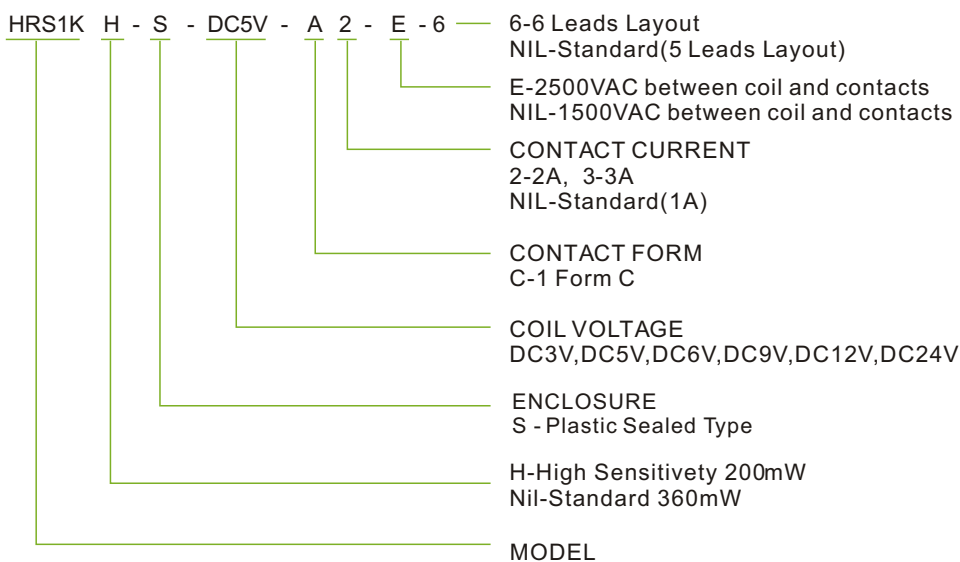 HRS1K H - S - DC5V - A 2 - E - 6
6-6 Leads Layout
NIL-Standard(5 Leads Layout)
E-2500VAC between coil and contacts
NIL-1500VAC between coil and contacts
CONTACT CURRENT
2-2A, 3-3A
NIL-Standard(1A)
CONTACT FORM
C-1 Form C
COIL VOLTAGE
DC3V,DC5V,DC6V,DC9V,DC12V,DC24V
ENCLOSURE
S - Plastic Sealed Type
H-High Sensitivety 200mW
Nil-Standard 360mW
MODEL